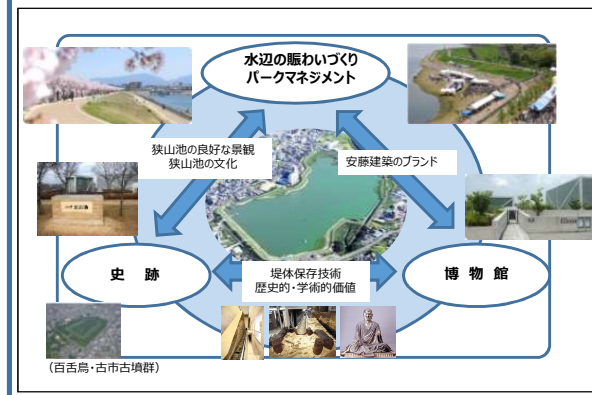 水辺の賑わいづくり
パークマネジメント
狭山池の良好な景観
狭山池の文化
安藤建築のブランド
史 跡
堤体保存技術
歴史的・学術的価値
博 物 館
(百舌鳥・古市古墳群)